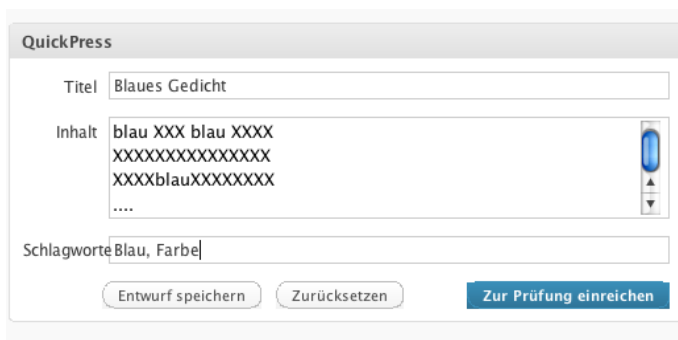 QuickPress
Titel Blaues Gedicht
Inhalt blau XXX blau XXXX
XXXXXXXXXXXXXXX
XXXXblauXXXXXXXX
....
Schlagworte Blau, Farbe
Entwurf speichern Zurücksetzen Zur Prüfung einreichen